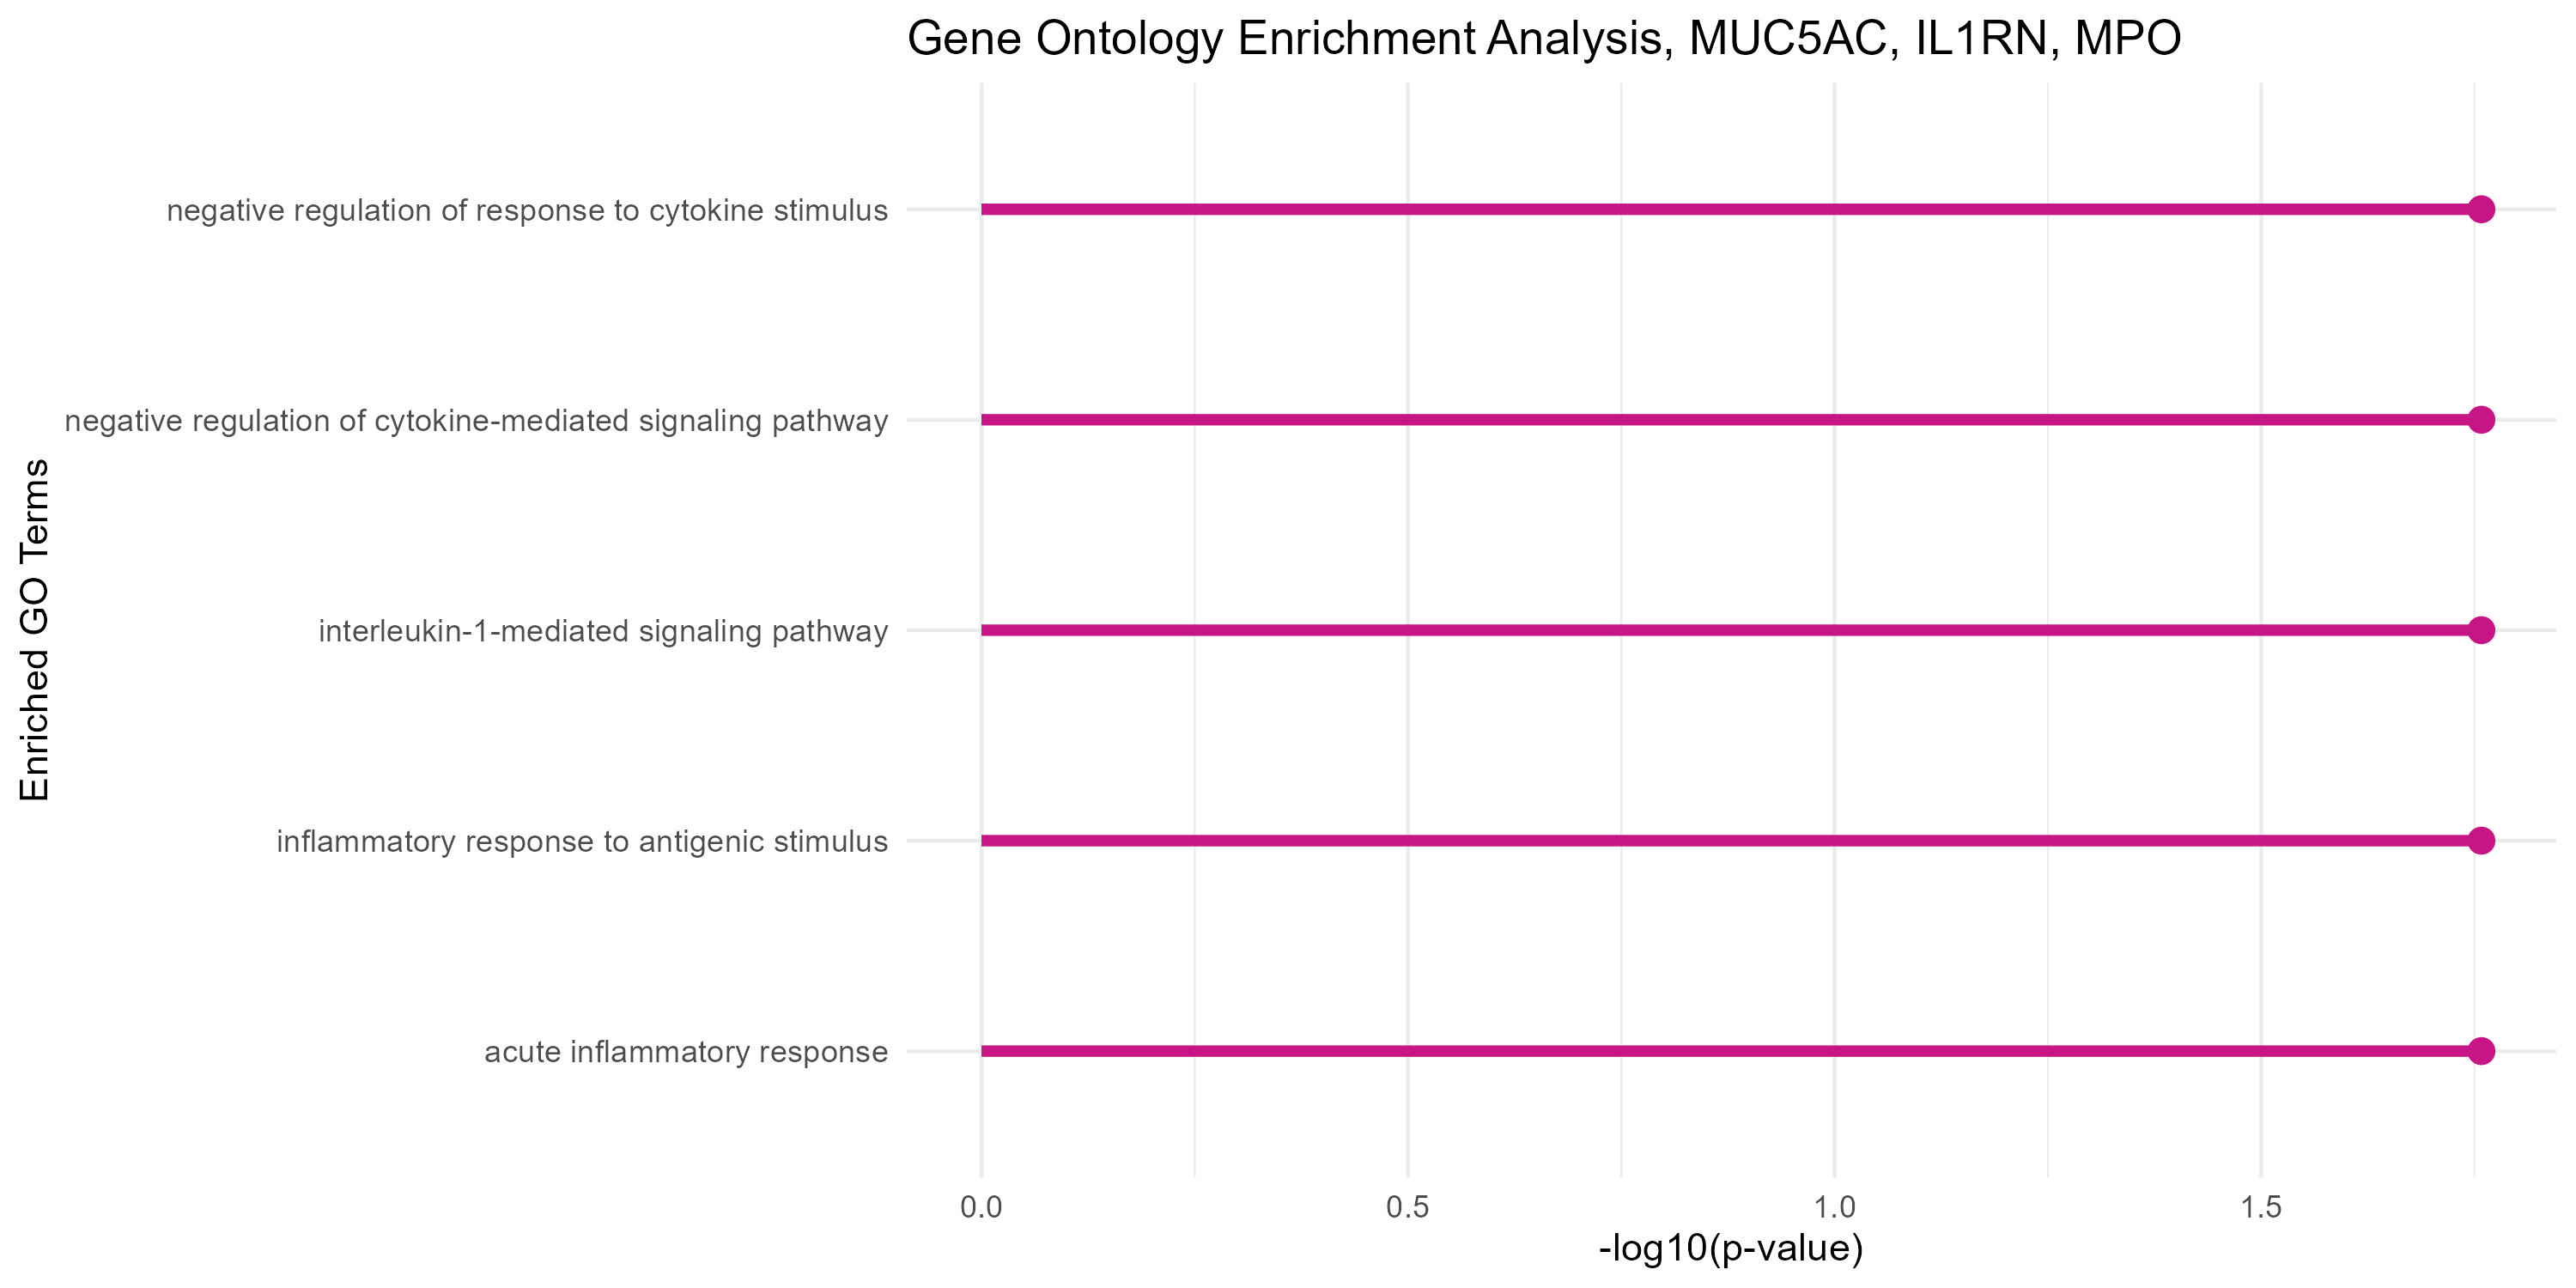 Gene Ontology Enrichment Analysis, MUC5AC, IL1RN, MPO
Enriched GO Terms
negative regulation of response to cytokine stimulus
negative regulation of cytokine-mediated signaling pathway
interleukin-1-mediated signaling pathway
inflammatory response to antigenic stimulus
acute inflammatory response
0.0
0.5
1.0
1.5
-log10(p-value)